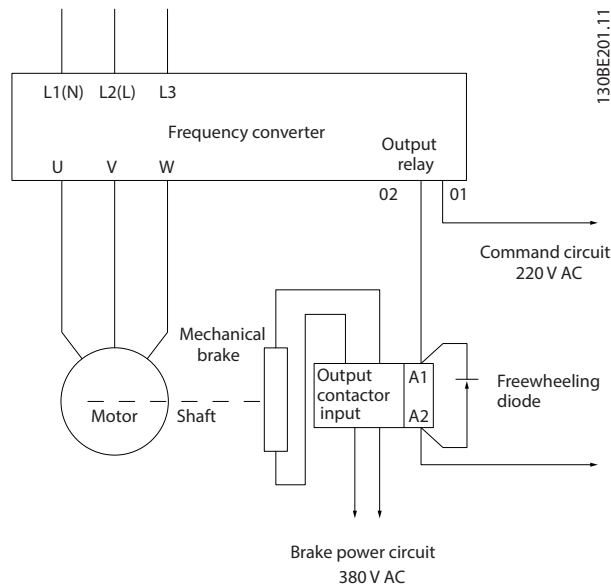 130BE201.11
L1(N) L2(L) L3
Frequency converter
Output
relay
U V W
02 01
Command circuit
220 V AC
Mechanical
brake
Output
contactor
input
A1
A2
Freewheeling
diode
Motor
Shaft
Brake power circuit
380 V AC